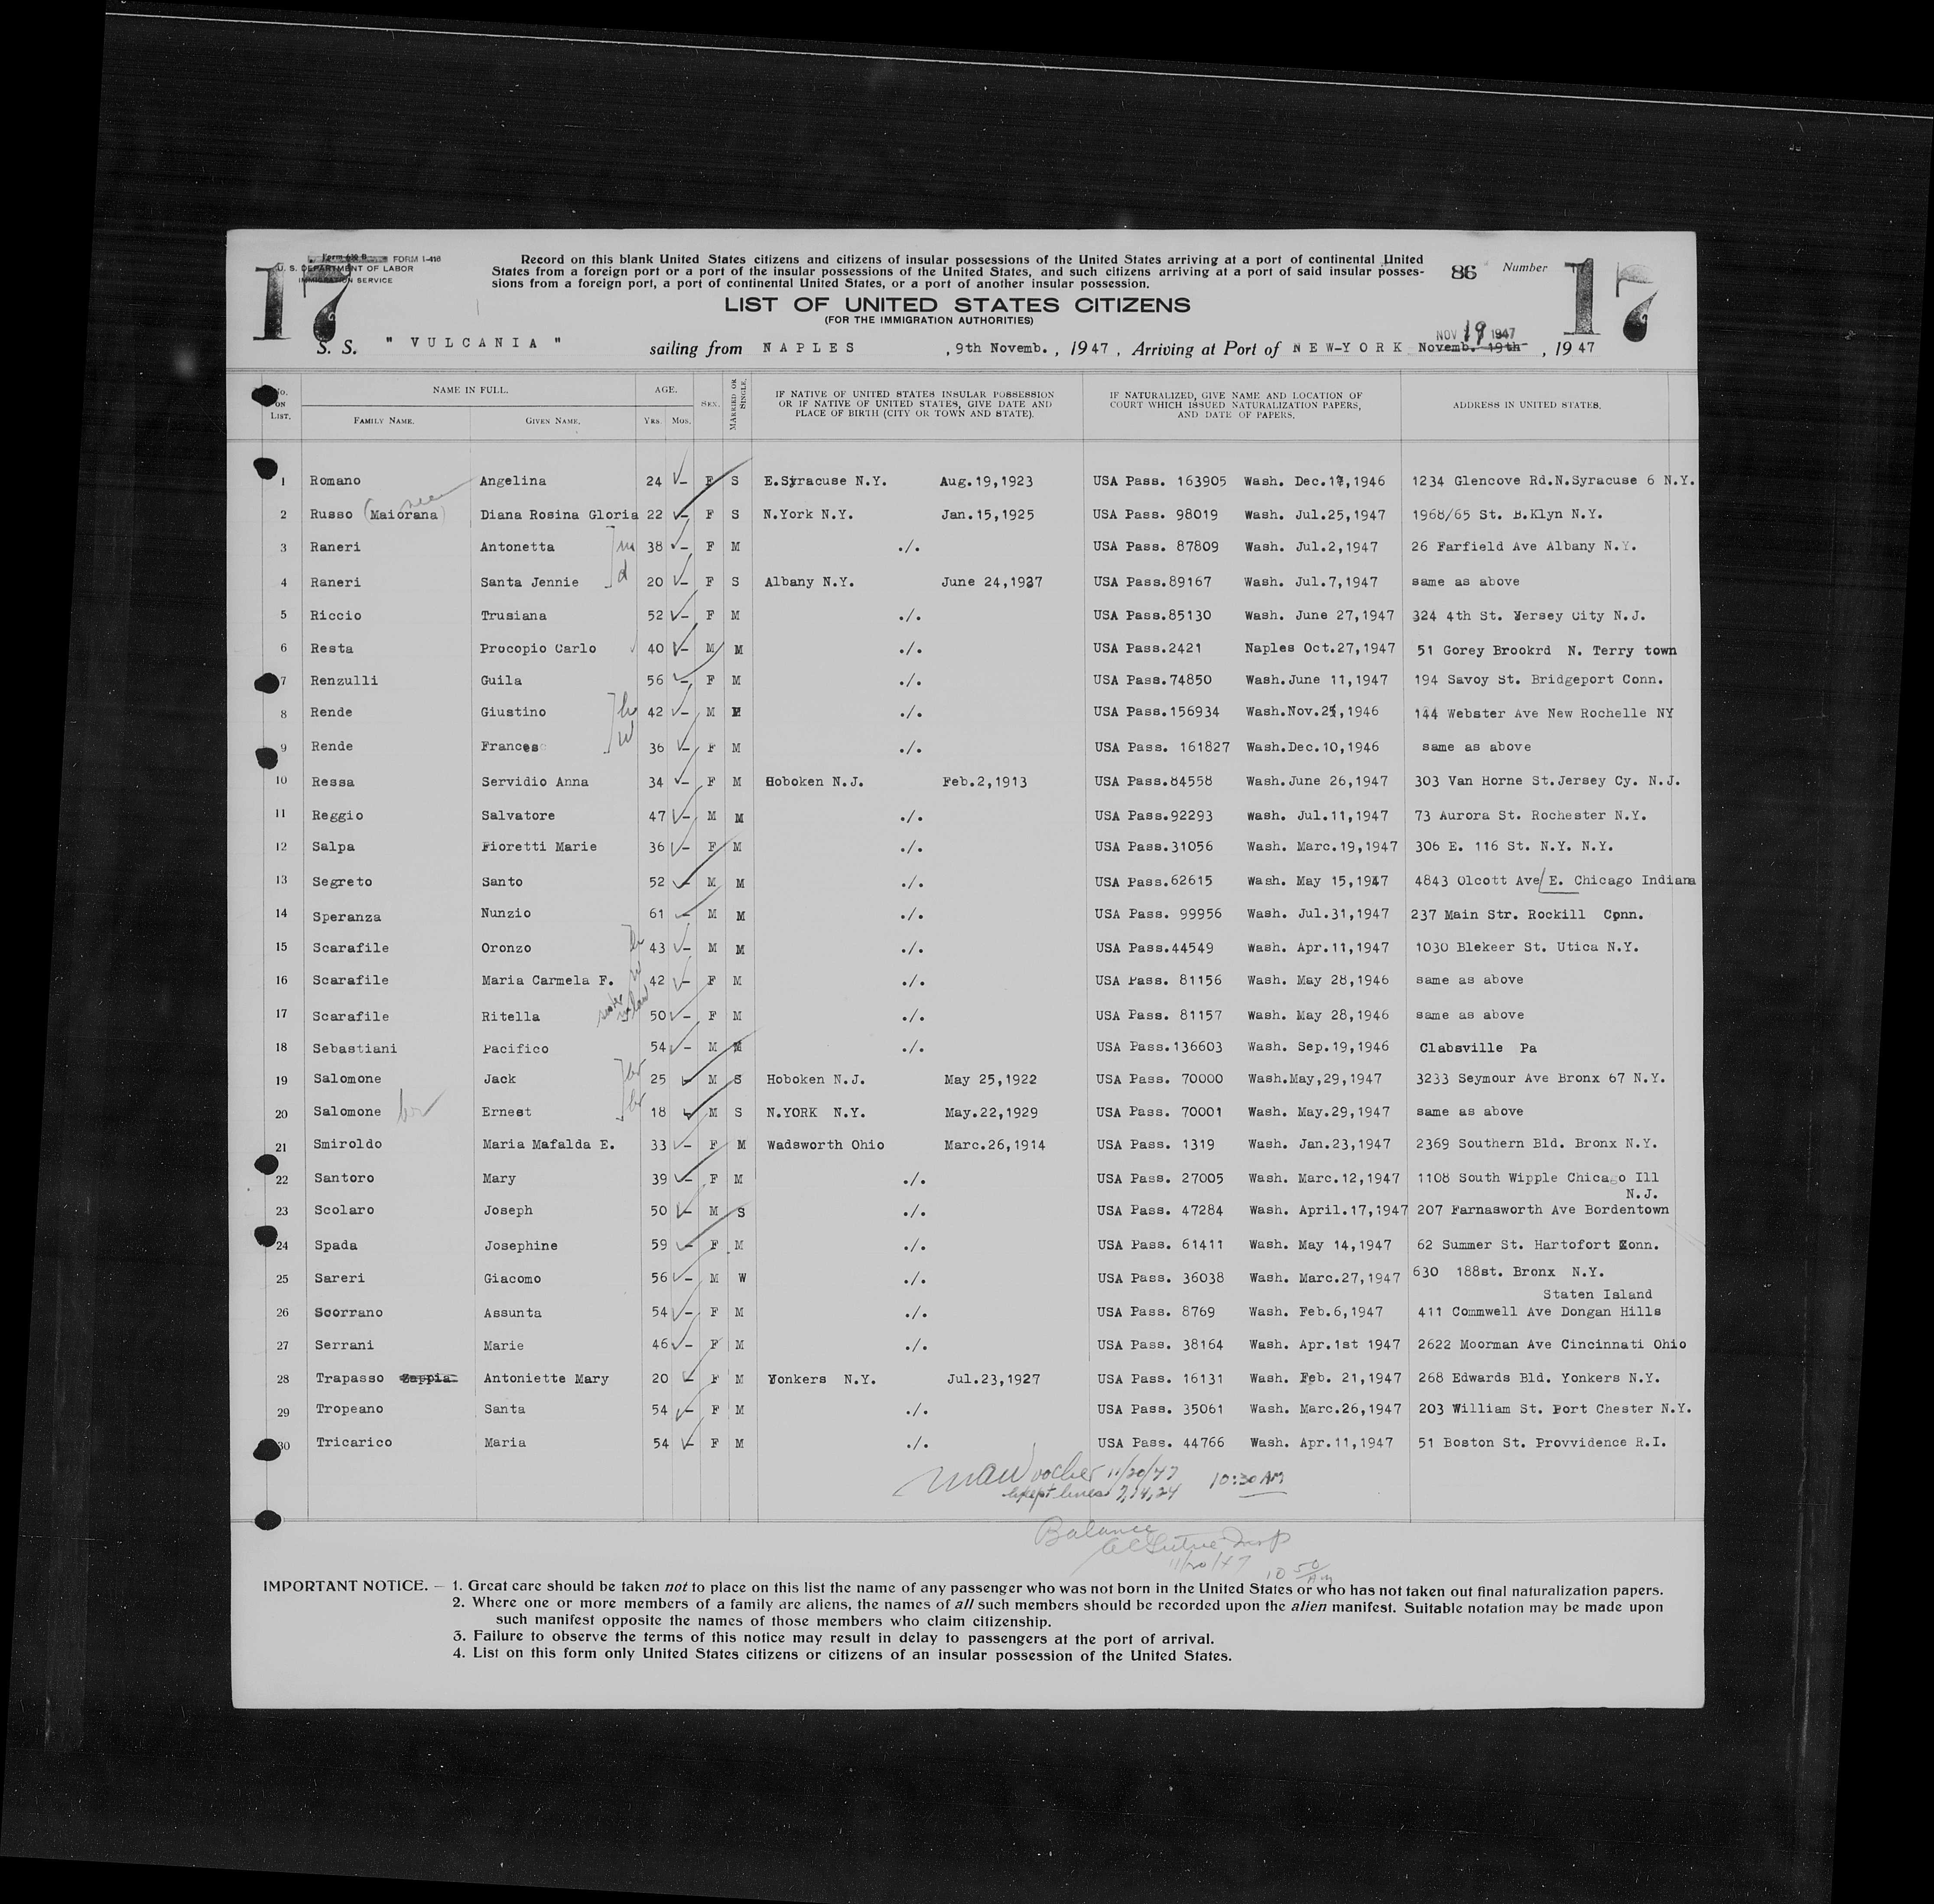 17
Form 630 B FORM I-416
U. S. DEPARTMENT OF LABOR
IMMIGRATION SERVICE
Record on this blank United States citizens and citizens of insular possessions of the United States arriving at a port of continental United
States from a foreign port or a port of the insular possessions of the United States, and such citizens arriving at a port of said insular posses-
sions from a foreign port, a port of continental United States, or a port of another insular possession.
86 Number 17
LIST OF UNITED STATES CITIZENS
(FOR THE IMMIGRATION AUTHORITIES)
NOV 19 1947
S. S. " VULCANIA " sailing from NAPLES , 9th Novemb. , 1947 , Arriving at Port of NEW-YORK Novemb. 19th , 1947
No. ON LIST. NAME IN FULL. FAMILY NAME. GIVEN NAME. AGE. YRS. MOS. SEX. MARRIED OR SINGLE. IF NATIVE OF UNITED STATES INSULAR POSSESSION OR IF NATIVE OF UNITED STATES, GIVE DATE AND PLACE OF BIRTH (CITY OR TOWN AND STATE). IF NATURALIZED, GIVE NAME AND LOCATION OF COURT WHICH ISSUED NATURALIZATION PAPERS, AND DATE OF PAPERS. ADDRESS IN UNITED STATES.
1 Romano Angelina 24 – F S E.Syracuse N.Y. Aug.19,1923 USA Pass. 163905 Wash. Dec.17,1946 1234 Glencove Rd.N.Syracuse 6 N.Y.
2 Russo (Maiorana) nee Diana Rosina Gloria 22 – F S N.York N.Y. Jan.15,1925 USA Pass. 98019 Wash. Jul.25,1947 1968/65 St. B.Klyn N.Y.
3 Raneri Antonetta m 38 – F M ./. USA Pass. 87809 Wash. Jul.2,1947 26 Farfield Ave Albany N.Y.
4 Raneri Santa Jennie d 20 – F S Albany N.Y. June 24,1927 USA Pass.89167 Wash. Jul.7,1947 same as above
5 Riccio Trusiana 52 – F M ./. USA Pass.85130 Wash. June 27,1947 324 4th St. Yersey City N.J.
6 Resta Procopio Carlo 40 – M M ./. USA Pass.2421 Naples Oct.27,1947 51 Gorey Brookrd N. Terry town
7 Renzulli Guila 56 – F M ./. USA Pass.74850 Wash.June 11,1947 194 Savoy St. Bridgeport Conn.
8 Rende Giustino h 42 – M M ./. USA Pass.156934 Wash.Nov.25,1946 144 Webster Ave New Rochelle NY
9 Rende Frances w 36 – F M ./. USA Pass. 161827 Wash.Dec.10,1946 same as above
10 Ressa Servidio Anna 34 – F M Hoboken N.J. Feb.2,1913 USA Pass.84558 Wash.June 26,1947 303 Van Horne St.Jersey Cy. N.J.
11 Reggio Salvatore 47 – M M ./. USA Pass.92293 Wash. Jul.11,1947 73 Aurora St. Rochester N.Y.
12 Salpa Fioretti Marie 36 – F M ./. USA Pass.31056 Wash. Marc.19,1947 306 E. 116 St. N.Y. N.Y.
13 Segreto Santo 52 – M M ./. USA Pass.62615 Wash. May 15,1947 4843 Olcott Ave/E. Chicago Indiana
14 Speranza Nunzio 61 – M M ./. USA Pass. 99956 Wash. Jul.31,1947 237 Main Str. Rockill Conn.
15 Scarafile Oronzo h 43 – M M ./. USA Pass.44549 Wash. Apr.11,1947 1030 Blekeer St. Utica N.Y.
16 Scarafile Maria Carmela F. w 42 – F M ./. USA Pass. 81156 Wash. May 28,1946 same as above
17 Scarafile Ritella sister in law 50 – F M ./. USA Pass. 81157 Wash. May 28,1946 same as above
18 Sebastiani Pacifico 54 – M M ./. USA Pass.136603 Wash. Sep.19,1946 Clabsville Pa
19 Salomone Jack br 25 – M S Hoboken N.J. May 25,1922 USA Pass. 70000 Wash.May,29,1947 3233 Seymour Ave Bronx 67 N.Y.
20 Salomone Ernest br 18 – M S N.YORK N.Y. May.22,1929 USA Pass. 70001 Wash. May.29,1947 same as above
21 Smiroldo Maria Mafalda E. 33 – F M Wadsworth Ohio Marc.26,1914 USA Pass. 1319 Wash. Jan.23,1947 2369 Southern Bld. Bronx N.Y.
22 Santoro Mary 39 – F M ./. USA Pass. 27005 Wash. Marc.12,1947 1108 South Wipple Chicago Ill
N.J.
23 Scolaro Joseph 50 – M S ./. USA Pass. 47284 Wash. April.17,1947 207 Farnasworth Ave Bordentown
24 Spada Josephine 59 – F M ./. USA Pass. 61411 Wash. May 14,1947 62 Summer St. Hartofort Conn.
25 Sareri Giacomo 56 – M W ./. USA Pass. 36038 Wash. Marc.27,1947 630 188st. Bronx N.Y.
Staten Island
26 Scorrano Assunta 54 – F M ./. USA Pass. 8769 Wash. Feb.6,1947 411 Commwell Ave Dongan Hills
27 Serrani Marie 46 – F M ./. USA Pass. 38164 Wash. Apr.1st 1947 2622 Moorman Ave Cincinnati Ohio
28 Trapasso Zappia Antoniette Mary 20 – F M Yonkers N.Y. Jul.23,1927 USA Pass. 16131 Wash. Feb. 21,1947 268 Edwards Bld. Yonkers N.Y.
29 Tropeano Santa 54 – F M ./. USA Pass. 35061 Wash. Marc.26,1947 203 William St. Port Chester N.Y.
30 Tricarico Maria 54 – F M ./. USA Pass. 44766 Wash. Apr.11,1947 51 Boston St. Provvidence R.I.
11/20/47 10:30 AM
except lines 7,14,24
Balance
Insp
11/20/47 10 50 AM
IMPORTANT NOTICE. — 1. Great care should be taken not to place on this list the name of any passenger who was not born in the United States or who has not taken out final naturalization papers.
2. Where one or more members of a family are aliens, the names of all such members should be recorded upon the alien manifest. Suitable notation may be made upon
such manifest opposite the names of those members who claim citizenship.
3. Failure to observe the terms of this notice may result in delay to passengers at the port of arrival.
4. List on this form only United States citizens or citizens of an insular possession of the United States.